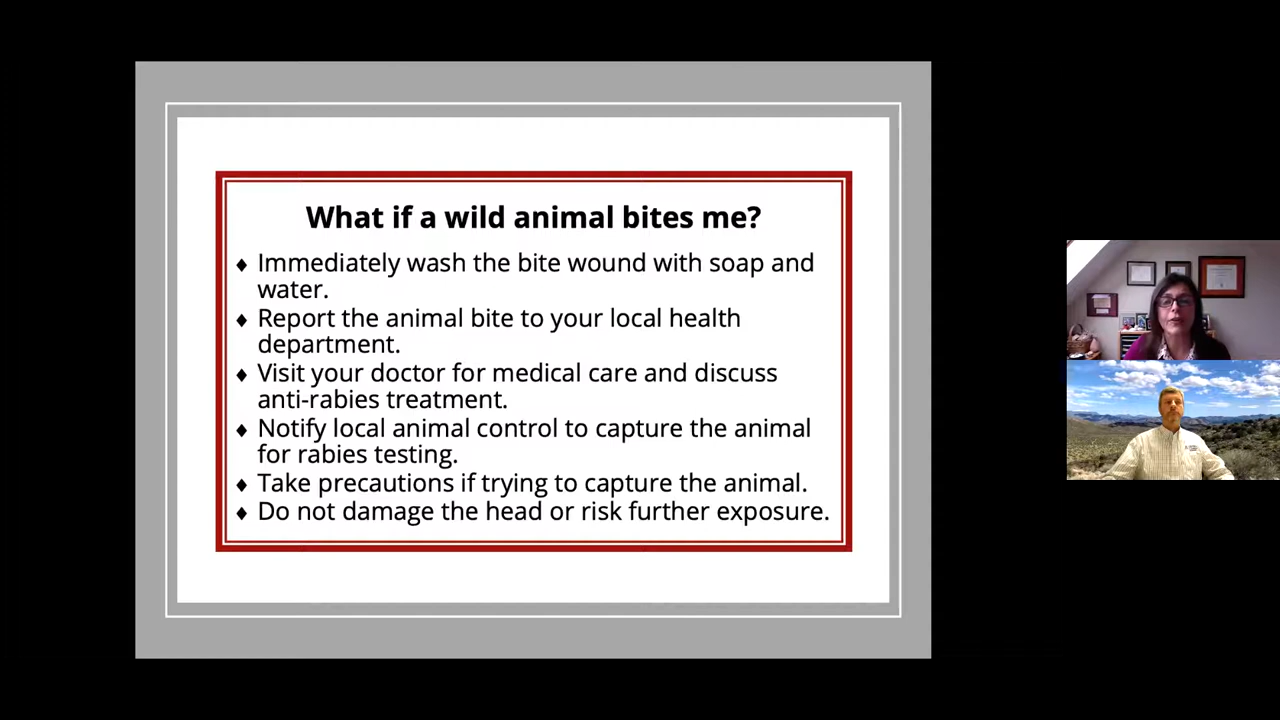 What if a wild animal bites me?
♦ Immediately wash the bite wound with soap and
water.
♦ Report the animal bite to your local health
department.
♦ Visit your doctor for medical care and discuss
anti-rabies treatment.
♦ Notify local animal control to capture the animal
for rabies testing.
♦ Take precautions if trying to capture the animal.
♦ Do not damage the head or risk further exposure.